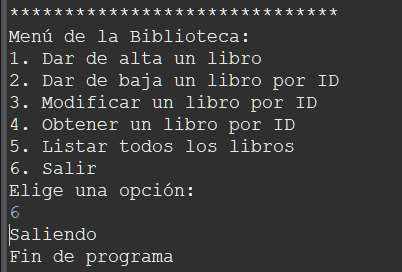 ******************************
Menú de la Biblioteca:
1. Dar de alta un libro
2. Dar de baja un libro por ID
3. Modificar un libro por ID
4. Obtener un libro por ID
5. Listar todos los libros
6. Salir
Elige una opción:
6
Saliendo
Fin de programa